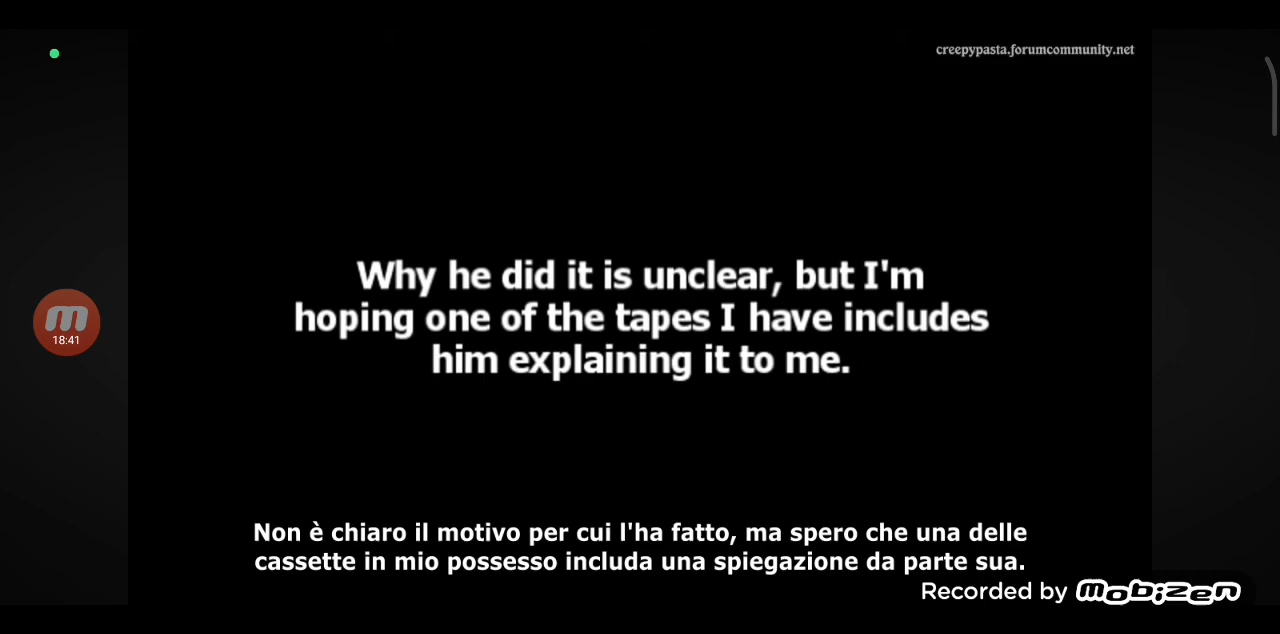 creepypasta.forumcommunity.net
Why he did it is unclear, but I'm
hoping one of the tapes I have includes
him explaining it to me.
18:41
Non è chiaro il motivo per cui l'ha fatto, ma spero che una delle
cassette in mio possesso includa una spiegazione da parte sua.
Recorded by mobizen